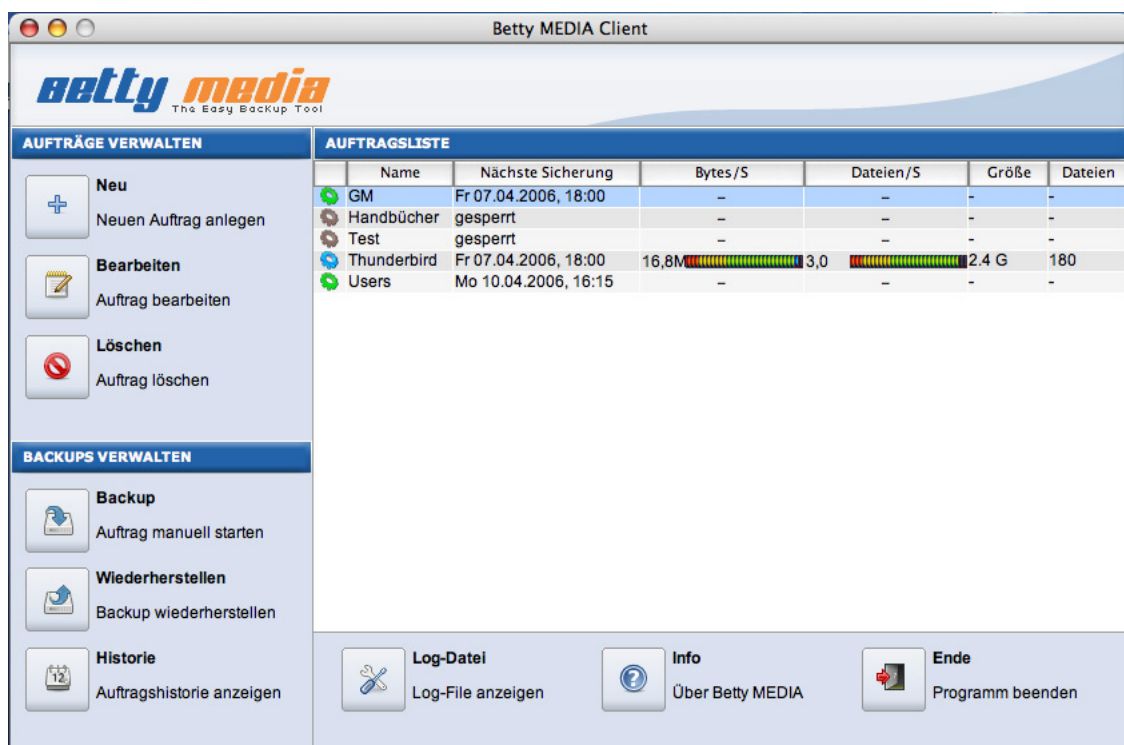 Betty MEDIA Client
Betty media
The Easy Backup Tool
AUFTRÄGE VERWALTEN
Neu
Neuen Auftrag anlegen
Bearbeiten
Auftrag bearbeiten
Löschen
Auftrag löschen
BACKUPS VERWALTEN
Backup
Auftrag manuell starten
Wiederherstellen
Backup wiederherstellen
12
Historie
Auftragshistorie anzeigen
AUFTRAGSLISTE
Name Nächste Sicherung Bytes/S Dateien/S Größe Dateien
GM Fr 07.04.2006, 18:00 – – - -
Handbücher gesperrt – – - -
Test gesperrt – – - -
Thunderbird Fr 07.04.2006, 18:00 16,8M 3,0 2.4 G 180
Users Mo 10.04.2006, 16:15 – – - -
Log-Datei
Log-File anzeigen
Info
Über Betty MEDIA
Ende
Programm beenden